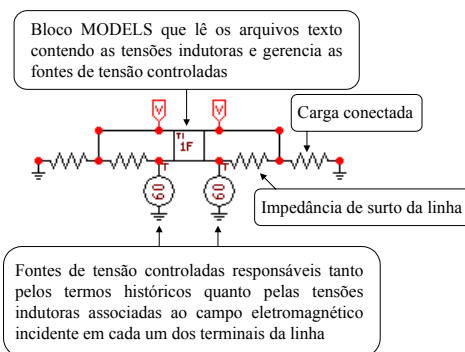 Bloco MODELS que lê os arquivos texto
contendo as tensões indutoras e gerencia as
fontes de tensão controladas
V
V
Carga conectada
TI
1F
T
T
60
60
Impedância de surto da linha
Fontes de tensão controladas responsáveis tanto
pelos termos históricos quanto pelas tensões
indutoras associadas ao campo eletromagnético
incidente em cada um dos terminais da linha